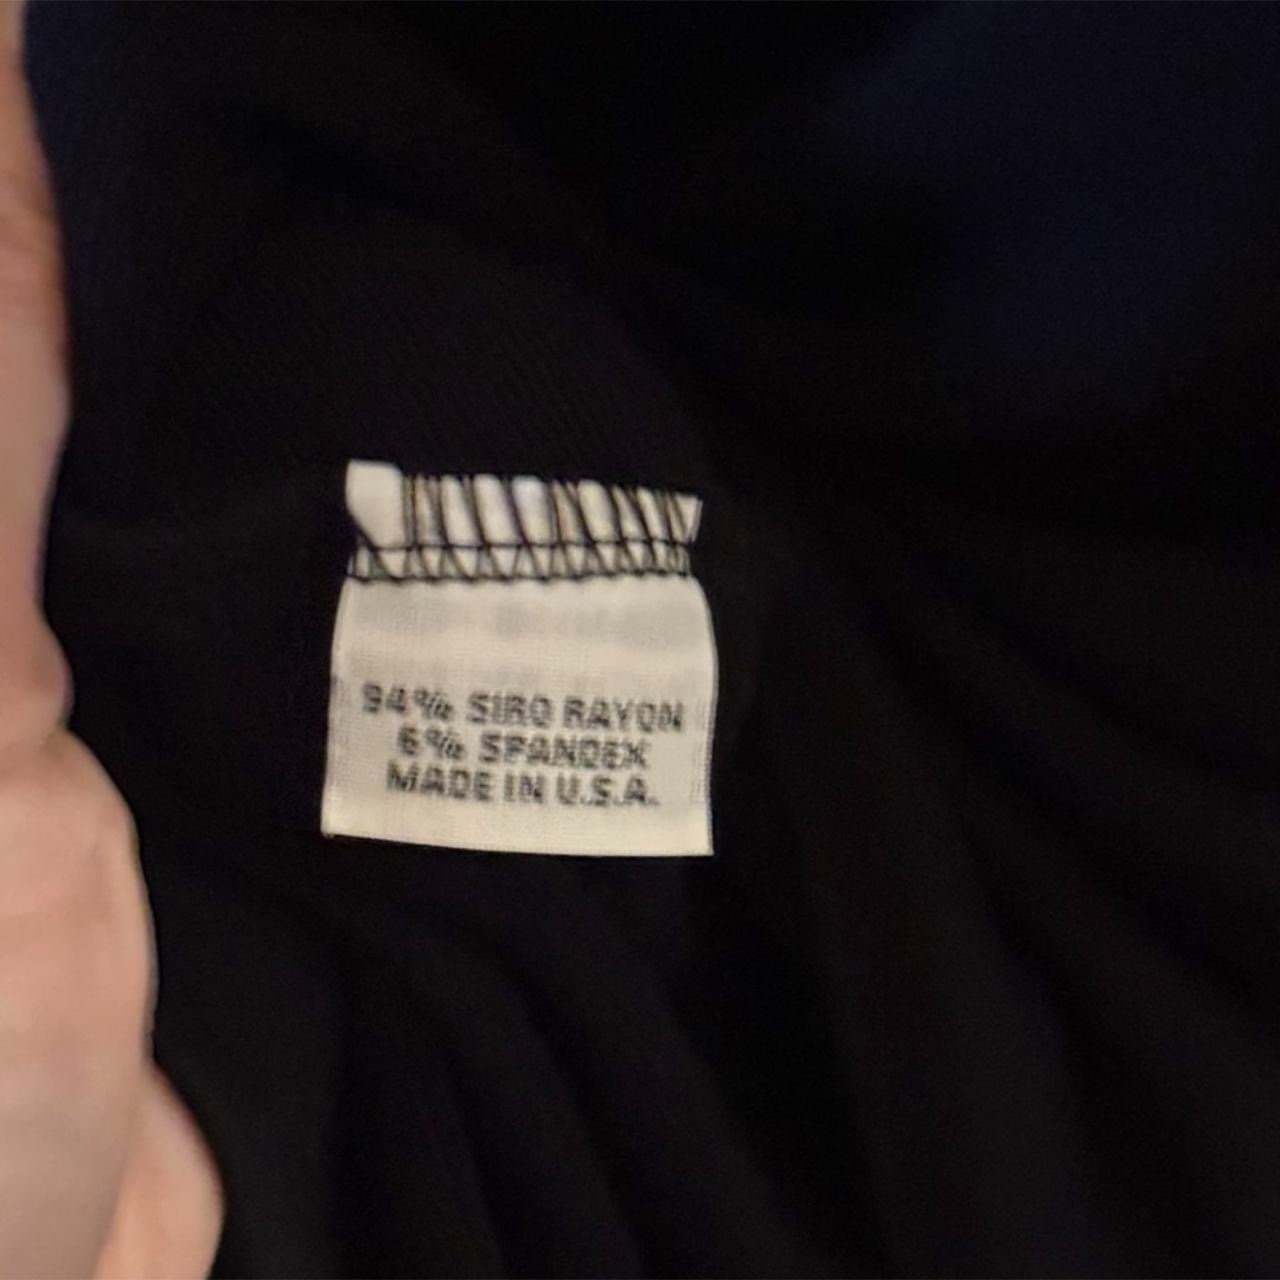 94% SIRO RAYON
6% SPANDEX
MADE IN U.S.A.